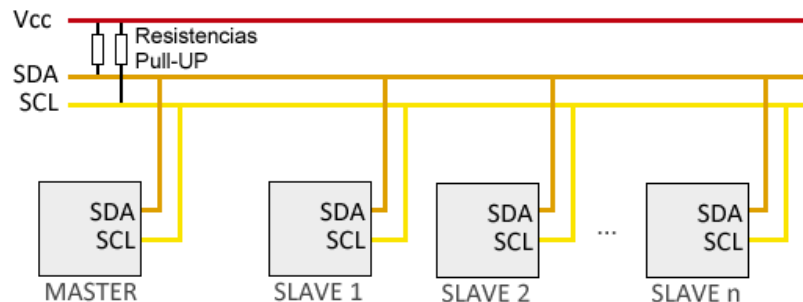 Vcc
Resistencias
Pull-UP
SDA
SCL
SDA
SCL
MASTER
SDA
SCL
SLAVE 1
SDA
SCL
SLAVE 2
...
SDA
SCL
SLAVE n